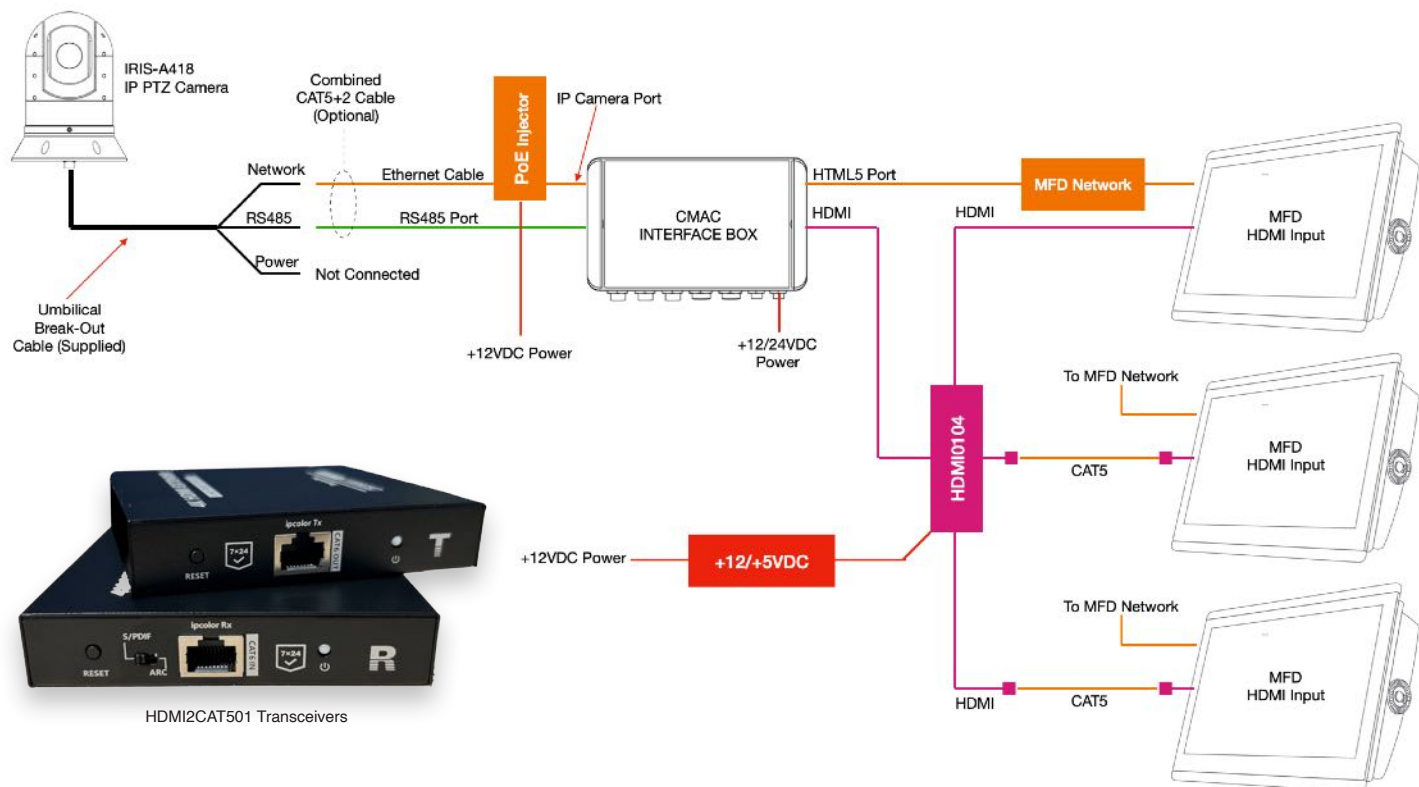 IRIS-A418
IP PTZ Camera
Combined
CAT5+2 Cable
(Optional)
PoE Injector
IP Camera Port
Network
Ethernet Cable
HTML5 Port
MFD Network
RS485
RS485 Port
CMAC
INTERFACE BOX
HDMI
HDMI
MFD
HDMI Input
Power
Not Connected
Umbilical
Break-Out
Cable (Supplied)
+12VDC Power
+12/24VDC
Power
To MFD Network
HDMI0104
MFD
HDMI Input
CAT5
+12VDC Power
+12/+5VDC
To MFD Network
MFD
HDMI Input
HDMI
CAT5
ipcolor Tx
RESET
7×24
CAT6 OUT
T
ipcolor Rx
S/PDIF
ARC
RESET
CAT6 IN
7×24
R
HDMI2CAT501 Transceivers